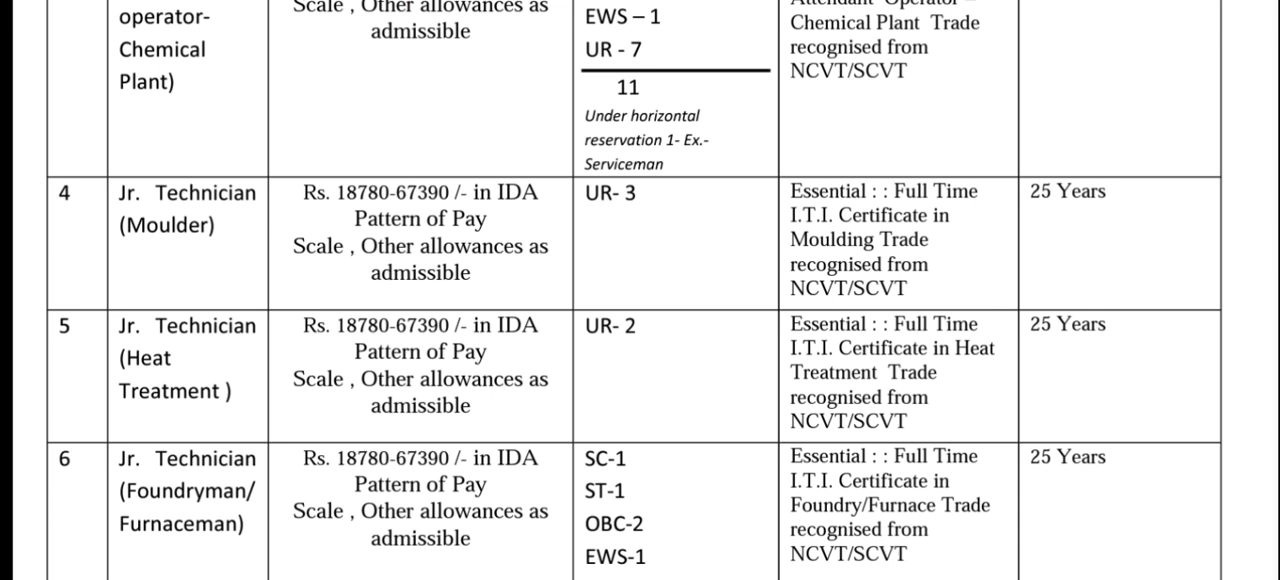 operator-
Chemical
Plant)
Scale , Other allowances as
admissible
EWS – 1
UR - 7
11
Under horizontal
reservation 1- Ex.-
Serviceman
Attendant Operator –
Chemical Plant Trade
recognised from
NCVT/SCVT
4
Jr. Technician
(Moulder)
Rs. 18780-67390 /- in IDA
Pattern of Pay
Scale , Other allowances as
admissible
UR- 3
Essential : : Full Time
I.T.I. Certificate in
Moulding Trade
recognised from
NCVT/SCVT
25 Years
5
Jr. Technician
(Heat
Treatment )
Rs. 18780-67390 /- in IDA
Pattern of Pay
Scale , Other allowances as
admissible
UR- 2
Essential : : Full Time
I.T.I. Certificate in Heat
Treatment Trade
recognised from
NCVT/SCVT
25 Years
6
Jr. Technician
(Foundryman/
Furnaceman)
Rs. 18780-67390 /- in IDA
Pattern of Pay
Scale , Other allowances as
admissible
SC-1
ST-1
OBC-2
EWS-1
Essential : : Full Time
I.T.I. Certificate in
Foundry/Furnace Trade
recognised from
NCVT/SCVT
25 Years